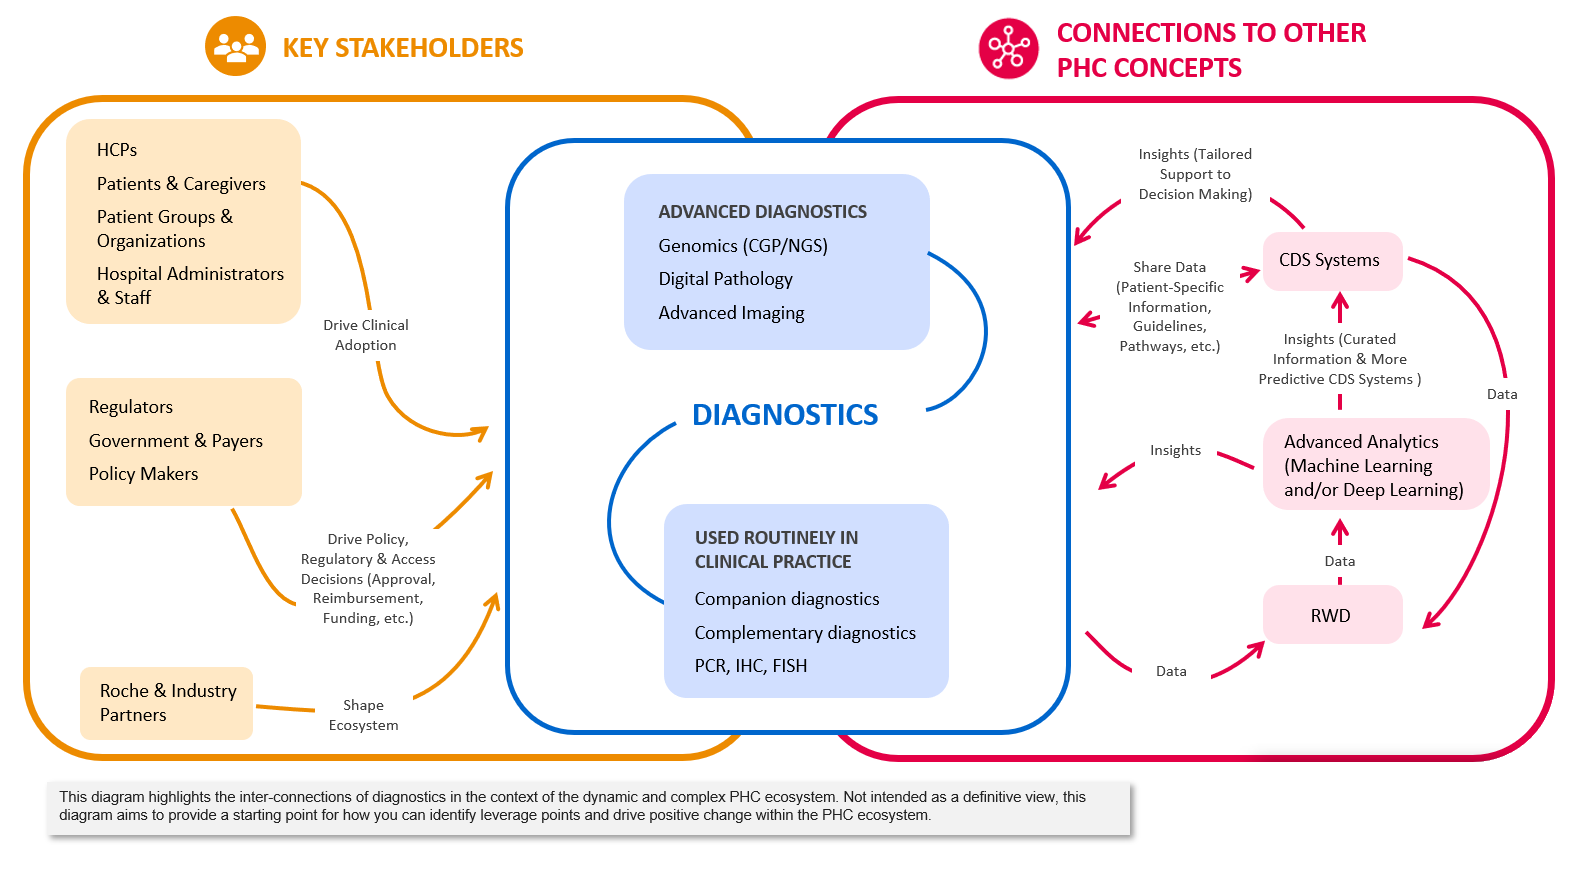 KEY STAKEHOLDERS
CONNECTIONS TO OTHER
PHC CONCEPTS
HCPs
Patients & Caregivers
Patient Groups &
Organizations
Hospital Administrators
& Staff
Drive Clinical
Adoption
Regulators
Government & Payers
Policy Makers
Drive Policy,
Regulatory & Access
Decisions (Approval,
Reimbursement,
Funding, etc.)
Roche & Industry
Partners
Shape
Ecosystem
ADVANCED DIAGNOSTICS
Genomics (CGP/NGS)
Digital Pathology
Advanced Imaging
DIAGNOSTICS
USED ROUTINELY IN
CLINICAL PRACTICE
Companion diagnostics
Complementary diagnostics
PCR, IHC, FISH
Insights (Tailored
Support to
Decision Making)
CDS Systems
Share Data
(Patient-Specific
Information,
Guidelines,
Pathways, etc.)
Insights (Curated
Information & More
Predictive CDS Systems )
Data
Advanced Analytics
(Machine Learning
and/or Deep Learning)
Insights
Data
RWD
Data
This diagram highlights the inter-connections of diagnostics in the context of the dynamic and complex PHC ecosystem. Not intended as a definitive view, this
diagram aims to provide a starting point for how you can identify leverage points and drive positive change within the PHC ecosystem.